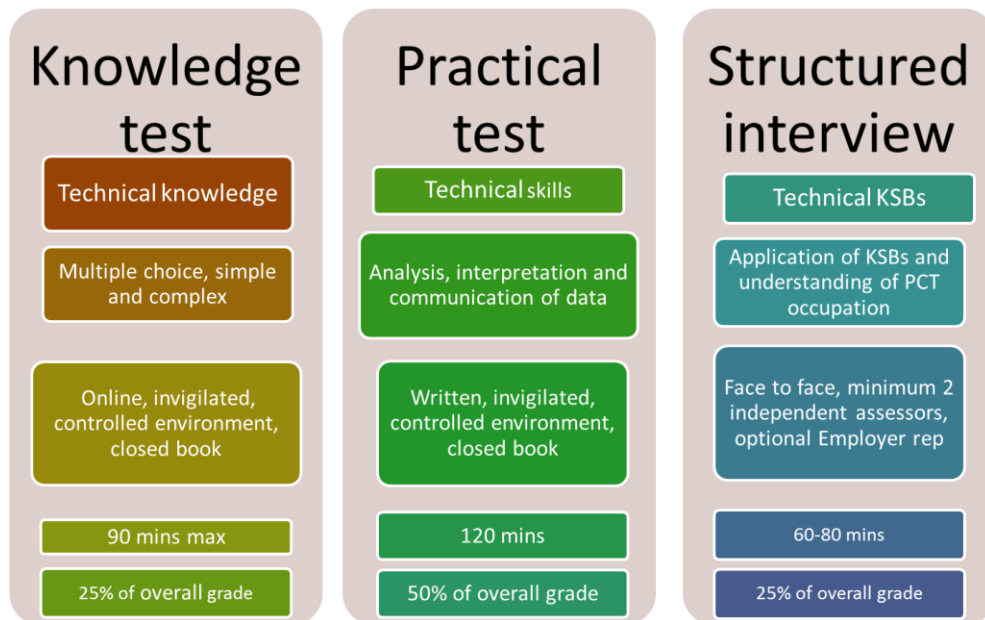 Knowledge
test
Technical knowledge
Multiple choice, simple
and complex
Online, invigilated,
controlled environment,
closed book
90 mins max
25% of overall grade
Practical
test
Technical skills
Analysis, interpretation and
communication of data
Written, invigilated,
controlled environment,
closed book
120 mins
50% of overall grade
Structured
interview
Technical KSBs
Application of KSBs and
understanding of PCT
occupation
Face to face, minimum 2
independent assessors,
optional Employer rep
60-80 mins
25% of overall grade